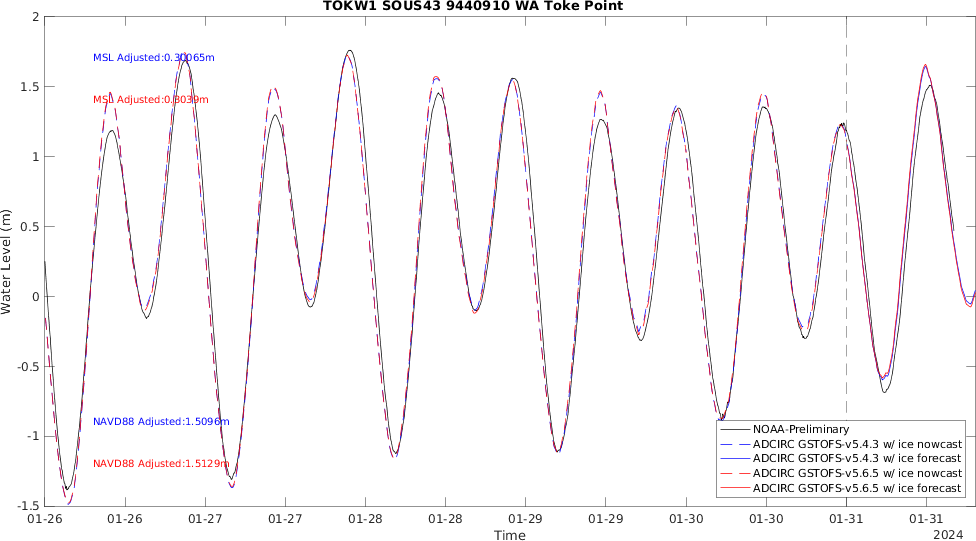 TOKW1 SOUS43 9440910 WA Toke Point
2
1.5
1
0.5
0
-0.5
-1
-1.5
Water Level (m)
MSL Adjusted:0.30065m
MSL Adjusted:0.3039m
NAVD88 Adjusted:1.5096m
NAVD88 Adjusted:1.5129m
NOAA-Preliminary
ADCIRC GSTOFS-v5.4.3 w/ ice nowcast
ADCIRC GSTOFS-v5.4.3 w/ ice forecast
ADCIRC GSTOFS-v5.6.5 w/ ice nowcast
ADCIRC GSTOFS-v5.6.5 w/ ice forecast
01-26 01-26 01-27 01-27 01-28 01-28 01-29 01-29 01-30 01-30 01-31 01-31
2024
Time